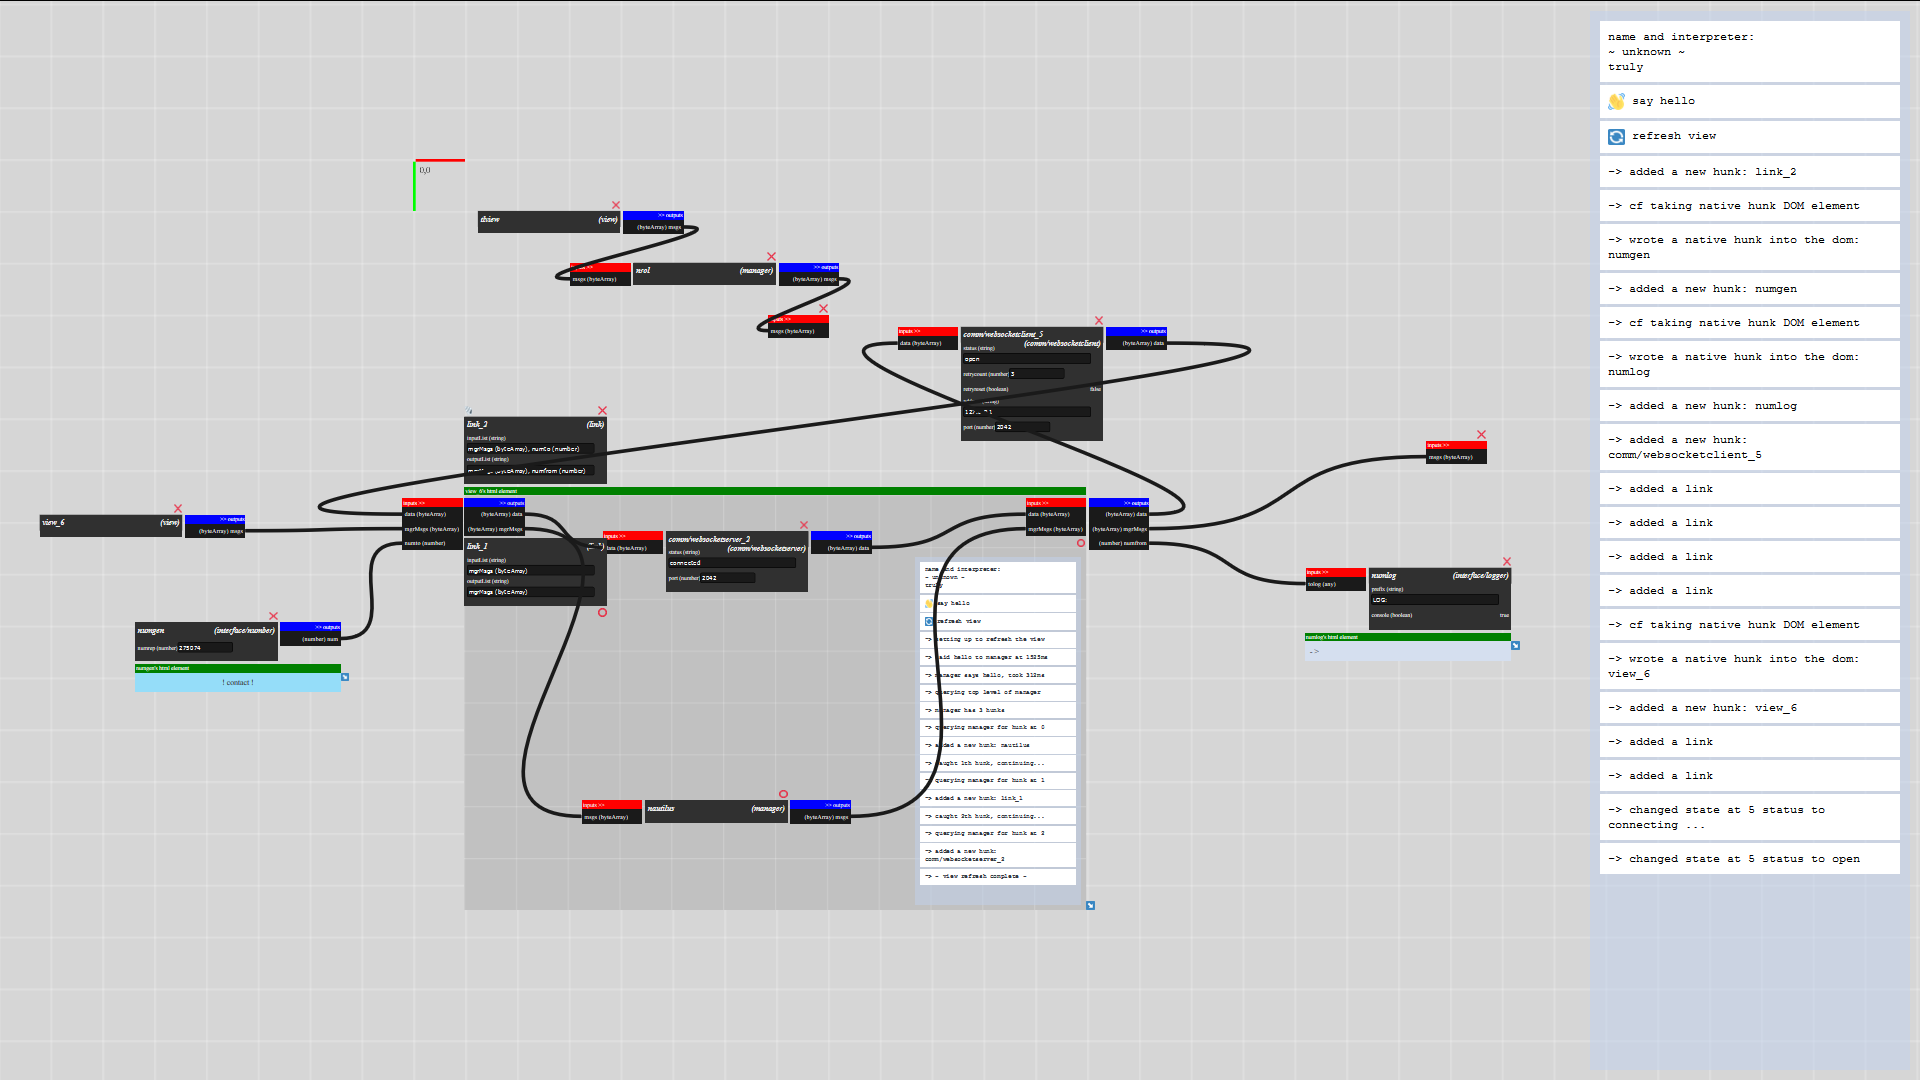 0,0
tlview (view)
>> outputs
(byteArray) msgs
inputs >>
msgs (byteArray)
nrol (manager)
>> outputs
(byteArray) msgs
msgs (byteArray)
inputs >>
data (byteArray)
comm/websocketclient_5
(comm/websocketclient)
status (string)
open
retrycount (number) 3
retryreset (boolean) false
port (number) 2042
>> outputs
(byteArray) data
link_2 (link)
inputList (string)
mgrMsgs (byteArray), numto (number)
outputList (string)
mgrMsgs (byteArray), numfrom (number)
view_6's html element
view_6 (view)
>> outputs
(byteArray) msgs
inputs >>
data (byteArray)
mgrMsgs (byteArray)
numto (number)
>> outputs
(byteArray) data
(byteArray) mgrMsgs
link_1
inputList (string)
mgrMsgs (byteArray)
outputList (string)
mgrMsgs (byteArray)
inputs >>
data (byteArray)
comm/websocketserver_2
(comm/websocketserver)
status (string)
connected
port (number) 2042
>> outputs
(byteArray) data
inputs >>
data (byteArray)
mgrMsgs (byteArray)
>> outputs
(byteArray) data
(byteArray) mgrMsgs
(number) numfrom
inputs >>
msgs (byteArray)
inputs >>
tolog (any)
numlog (interface/logger)
prefix (string)
LOG:
console (boolean) true
numlog's html element
->
numgen (interface/number)
numrep (number) 275074
>> outputs
(number) num
numgen's html element
! contact !
inputs >>
msgs (byteArray)
nautilus (manager)
>> outputs
(byteArray) msgs
name and interpreter:
~ unknown ~
truly
say hello
refresh view
-> setting up to refresh the view
-> said hello to manager at 1525ms
-> manager says hello, took 312ms
-> querying top level of manager
-> manager has 3 hunks
-> querying manager for hunk at 0
-> added a new hunk: nautilus
-> caught 1th hunk, continuing...
-> querying manager for hunk at 1
-> added a new hunk: link_1
-> caught 2th hunk, continuing...
-> querying manager for hunk at 2
-> added a new hunk:
comm/websocketserver_2
-> ~ view refresh complete ~
name and interpreter:
~ unknown ~
truly
say hello
refresh view
-> added a new hunk: link_2
-> cf taking native hunk DOM element
-> wrote a native hunk into the dom:
numgen
-> added a new hunk: numgen
-> cf taking native hunk DOM element
-> wrote a native hunk into the dom:
numlog
-> added a new hunk: numlog
-> added a new hunk:
comm/websocketclient_5
-> added a link
-> added a link
-> added a link
-> added a link
-> cf taking native hunk DOM element
-> wrote a native hunk into the dom:
view_6
-> added a new hunk: view_6
-> added a link
-> added a link
-> changed state at 5 status to
connecting ...
-> changed state at 5 status to open